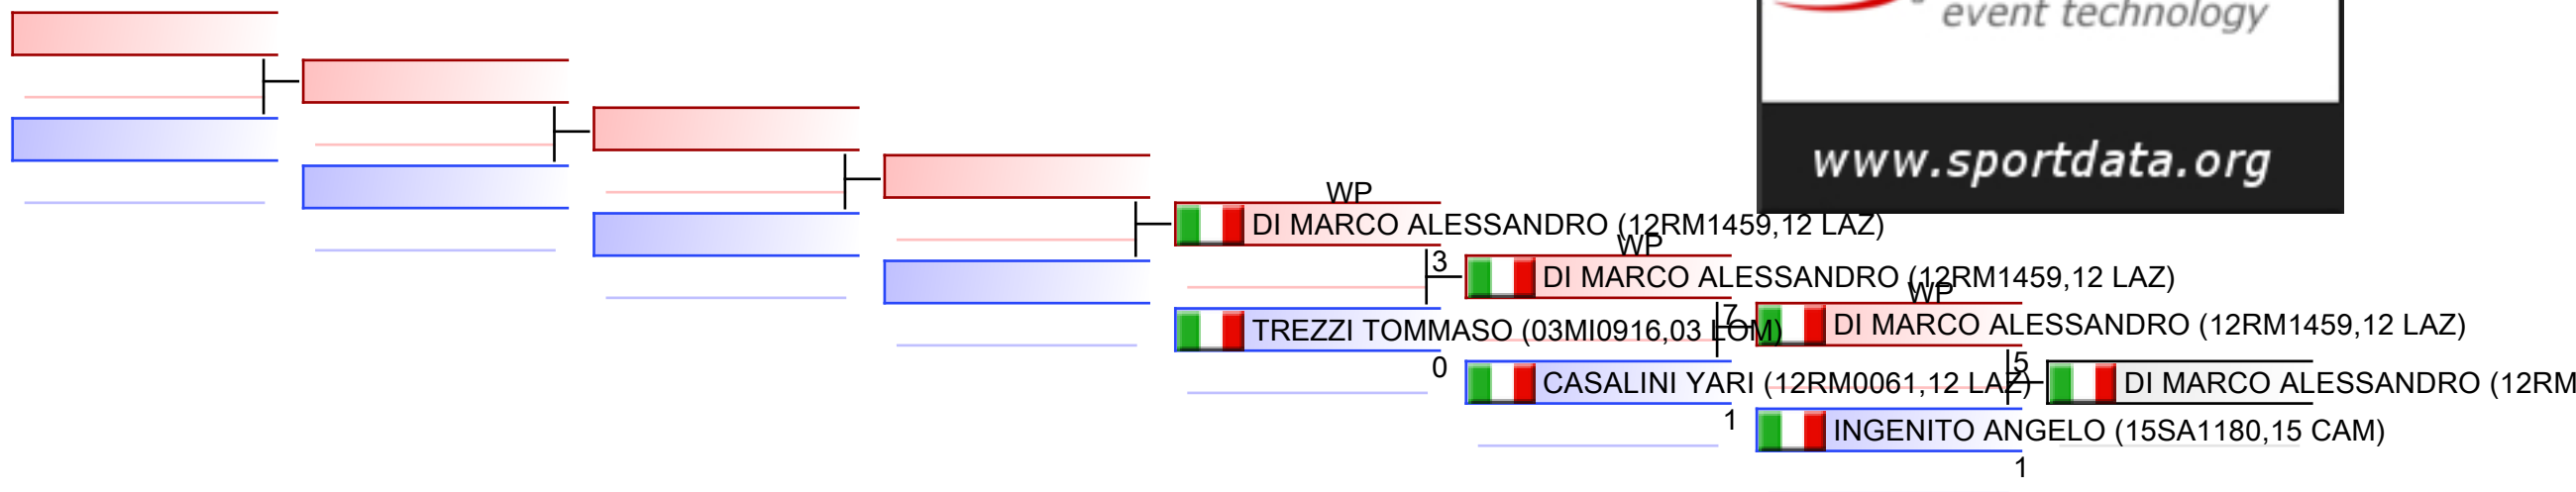 event technology
www.sportdata.org
WP
DI MARCO ALESSANDRO (12RM1459,12 LAZ)
WP
3
DI MARCO ALESSANDRO (12RM1459,12 LAZ)
WP
7
DI MARCO ALESSANDRO (12RM1459,12 LAZ)
TREZZI TOMMASO (03MI0916,03 LOM)
0
5
CASALINI YARI (12RM0061,12 LAZ)
DI MARCO ALESSANDRO (12RM
1
INGENITO ANGELO (15SA1180,15 CAM)
1